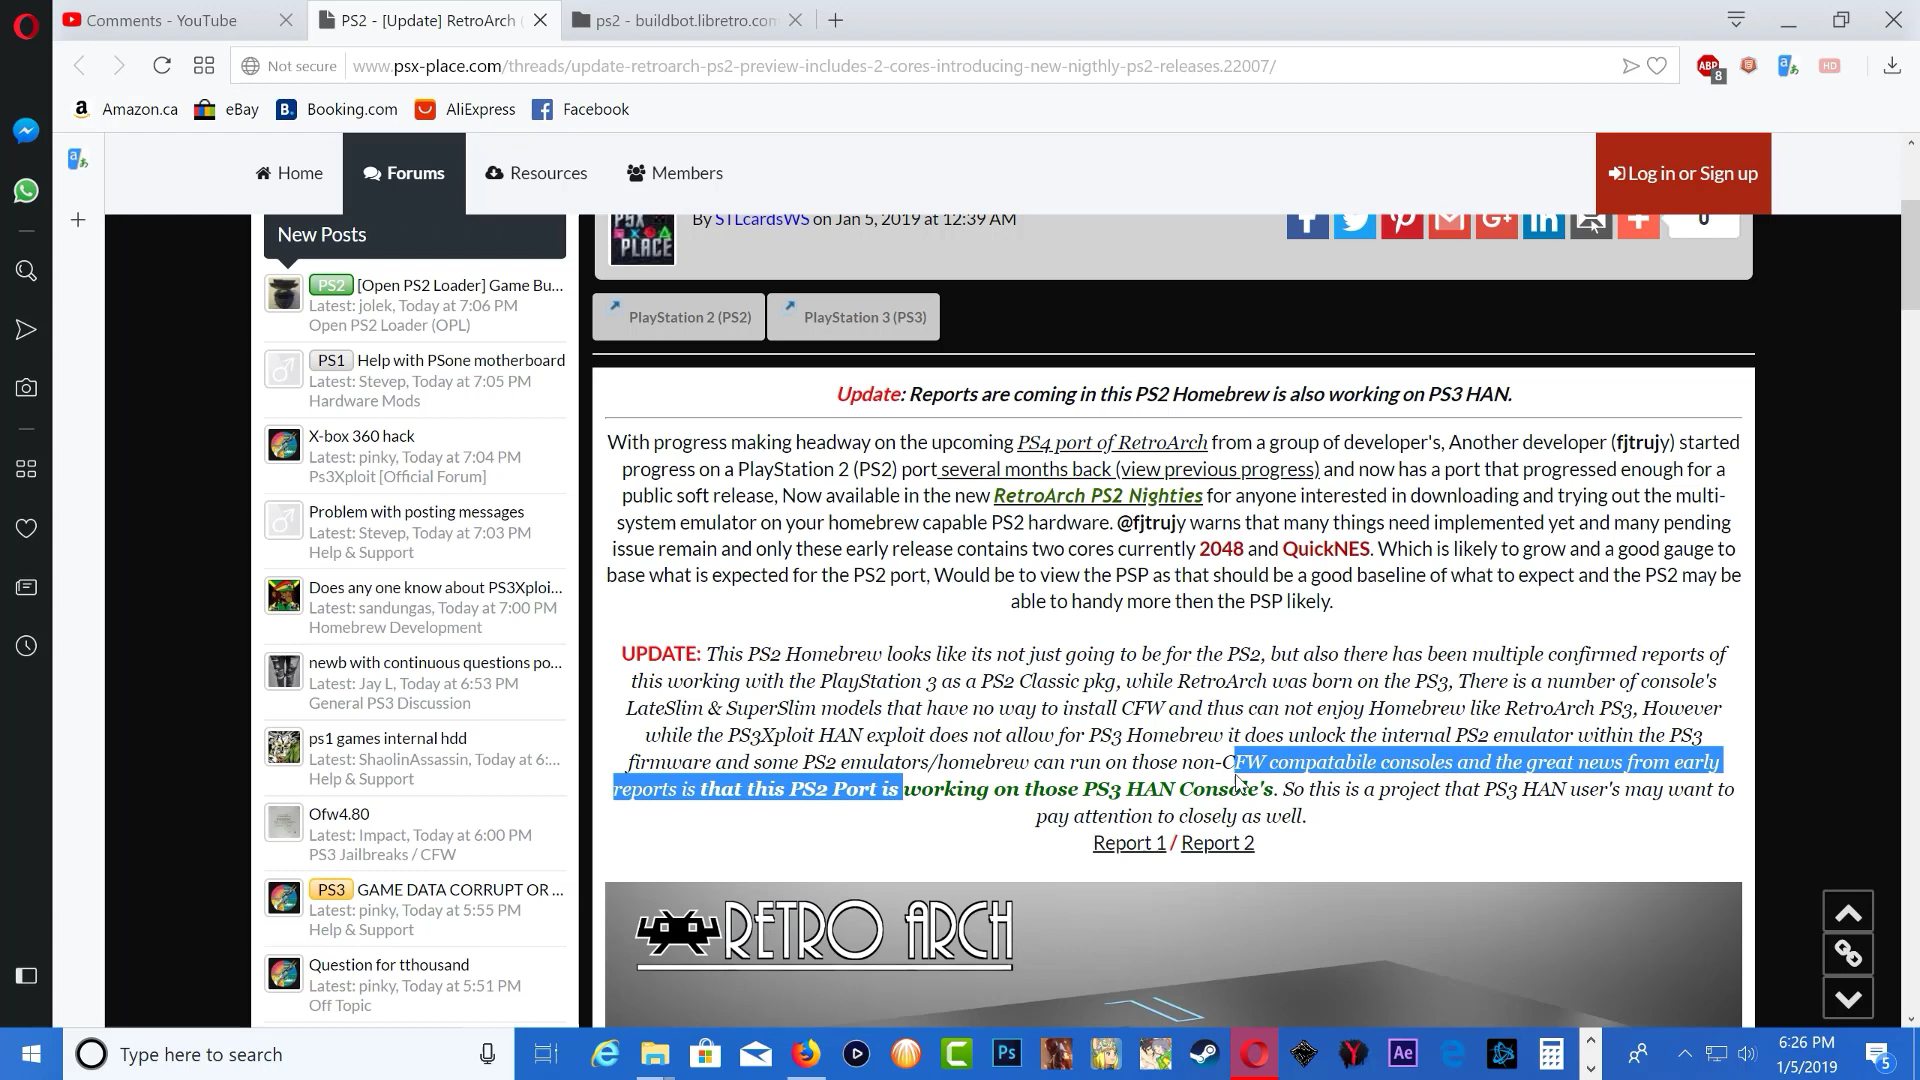 Comments - YouTube
PS2 - [Update] RetroArch (
ps2 - buildbot.libretro.com
Not secure
www.psx-place.com/threads/update-retroarch-ps2-preview-includes-2-cores-introducing-new-nigthly-ps2-releases.22007/
ABP
8
HD
Amazon.ca
eBay
Booking.com
AliExpress
Facebook
Home
Forums
Resources
Members
Log in or Sign up
New Posts
PS2 [Open PS2 Loader] Game Bu...
Latest: jolek, Today at 7:06 PM
Open PS2 Loader (OPL)
PS1 Help with PSone motherboard
Latest: Stevep, Today at 7:05 PM
Hardware Mods
X-box 360 hack
Latest: pinky, Today at 7:04 PM
Ps3Xploit [Official Forum]
Problem with posting messages
Latest: Stevep, Today at 7:03 PM
Help & Support
Does any one know about PS3Xploi...
Latest: sandungas, Today at 7:00 PM
Homebrew Development
newb with continuous questions po...
Latest: Jay L, Today at 6:53 PM
General PS3 Discussion
ps1 games internal hdd
Latest: ShaolinAssassin, Today at 6:54 PM
Help & Support
Ofw4.80
Latest: Impact, Today at 6:00 PM
PS3 Jailbreaks / CFW
PS3 GAME DATA CORRUPT OR ...
Latest: pinky, Today at 5:55 PM
Help & Support
Question for tthousand
Latest: pinky, Today at 5:51 PM
Off Topic
PSX
PLACE
By STLcardsWS on Jan 5, 2019 at 12:39 AM
0
PlayStation 2 (PS2)
PlayStation 3 (PS3)
Update: Reports are coming in this PS2 Homebrew is also working on PS3 HAN.
With progress making headway on the upcoming PS4 port of RetroArch from a group of developer's, Another developer (fjtrujy) started
progress on a PlayStation 2 (PS2) port several months back (view previous progress) and now has a port that progressed enough for a
public soft release, Now available in the new RetroArch PS2 Nighties for anyone interested in downloading and trying out the multi-
system emulator on your homebrew capable PS2 hardware. @fjtrujy warns that many things need implemented yet and many pending
issue remain and only these early release contains two cores currently 2048 and QuickNES. Which is likely to grow and a good gauge to
base what is expected for the PS2 port, Would be to view the PSP as that should be a good baseline of what to expect and the PS2 may be
able to handy more then the PSP likely.
UPDATE: This PS2 Homebrew looks like its not just going to be for the PS2, but also there has been multiple confirmed reports of
this working with the PlayStation 3 as a PS2 Classic pkg, while RetroArch was born on the PS3, There is a number of console's
LateSlim & SuperSlim models that have no way to install CFW and thus can not enjoy Homebrew like RetroArch PS3, However
while the PS3Xploit HAN exploit does not allow for PS3 Homebrew it does unlock the internal PS2 emulator within the PS3
firmware and some PS2 emulators/homebrew can run on those non-CFW compatabile consoles and the great news from early
reports is that this PS2 Port is working on those PS3 HAN Console's. So this is a project that PS3 HAN user's may want to
pay attention to closely as well.
Report 1 / Report 2
RETRO ARCH
Type here to search
Ps
Ae
6:26 PM
1/5/2019
5